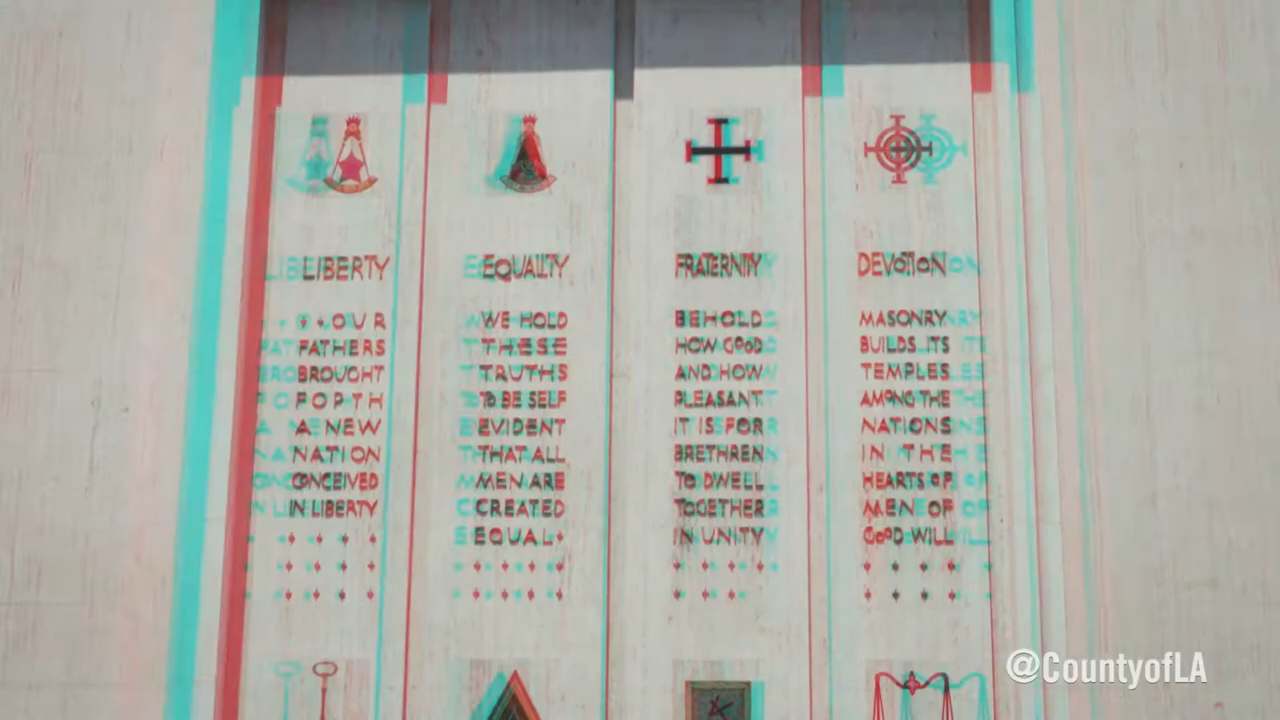 LIBERTY
OUR
FATHERS
BROUGHT
FORTH
A NEW
NATION
CONCEIVED
IN LIBERTY
EQUALITY
WE HOLD
THESE
TRUTHS
TO BE SELF
EVIDENT
THAT ALL
MEN ARE
CREATED
EQUAL
FRATERNITY
BEHOLD
HOW GOOD
AND HOW
PLEASANT
IT IS FOR
BRETHREN
TO DWELL
TOGETHER
IN UNITY
DEVOTION
MASONRY
BUILDS ITS
TEMPLES
AMONG THE
NATIONS
IN THE
HEARTS OF
MEN OF
GOOD WILL
@CountyofLA